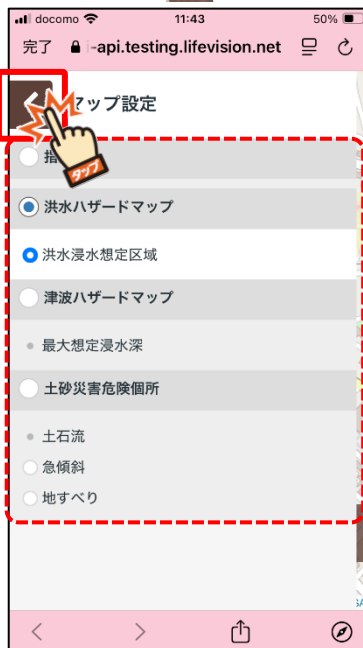 docomo 11:43 50%
完了 -api.testing.lifevision.net
マップ設定
タップ
指
洪水ハザードマップ
洪水浸水想定区域
津波ハザードマップ
最大想定浸水深
土砂災害危険個所
土石流
急傾斜
地すべり